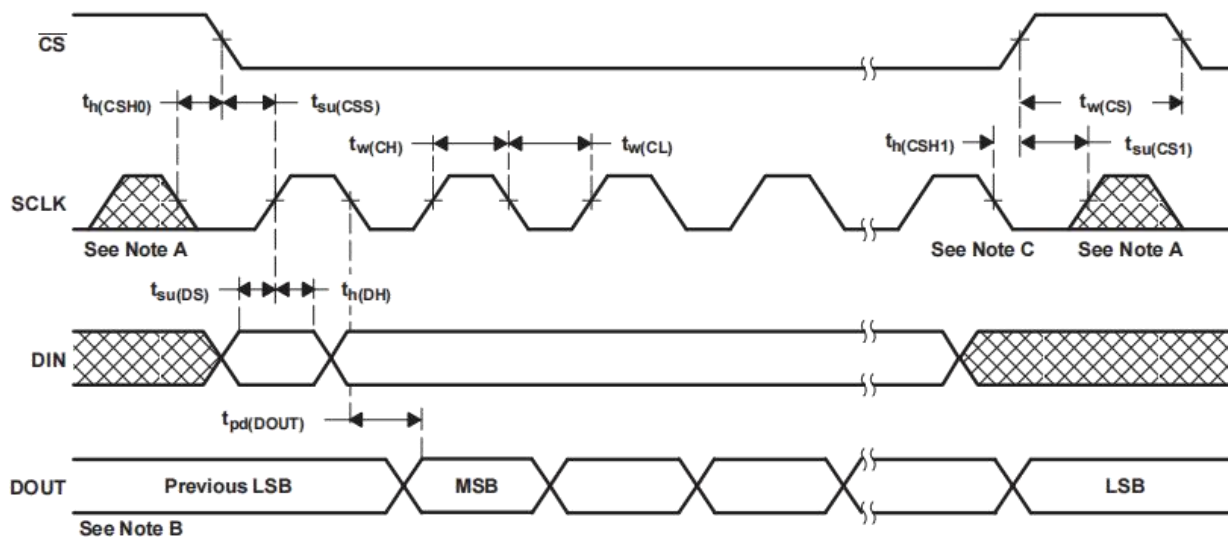 CS
th(CSH0)
tsu(CSS)
tw(CS)
tw(CH)
tw(CL)
th(CSH1)
tsu(CS1)
SCLK
See Note A
See Note C
See Note A
tsu(DS)
th(DH)
DIN
tpd(DOUT)
DOUT
Previous LSB
MSB
LSB
See Note B